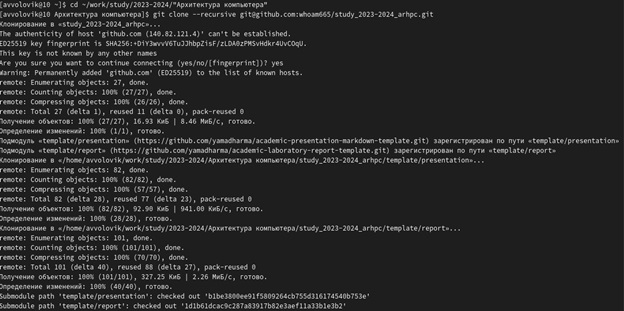 [avvolovik@10 ~]$ cd ~/work/study/2023-2024/"Архитектура компьютера"
[avvolovik@10 Архитектура компьютера]$ git clone --recursive git@github.com:whoam665/study_2023-2024_arhpc.git
Клонирование в «study_2023-2024_arhpc»...
The authenticity of host 'github.com (140.82.121.4)' can't be established.
ED25519 key fingerprint is SHA256:+DiY3wvvV6TuJJhbpZisF/zLDA0zPMSvHdkr4UvCOqU.
This key is not known by any other names
Are you sure you want to continue connecting (yes/no/[fingerprint])? yes
Warning: Permanently added 'github.com' (ED25519) to the list of known hosts.
remote: Enumerating objects: 27, done.
remote: Counting objects: 100% (27/27), done.
remote: Compressing objects: 100% (26/26), done.
remote: Total 27 (delta 1), reused 11 (delta 0), pack-reused 0
Получение объектов: 100% (27/27), 16.93 КиБ | 8.46 МиБ/с, готово.
Определение изменений: 100% (1/1), готово.
Подмодуль «template/presentation» (https://github.com/yamadharma/academic-presentation-markdown-template.git) зарегистрирован по пути «template/presentation»
Подмодуль «template/report» (https://github.com/yamadharma/academic-laboratory-report-template.git) зарегистрирован по пути «template/report»
Клонирование в «/home/avvolovik/work/study/2023-2024/Архитектура компьютера/study_2023-2024_arhpc/template/presentation»...
remote: Enumerating objects: 82, done.
remote: Counting objects: 100% (82/82), done.
remote: Compressing objects: 100% (57/57), done.
remote: Total 82 (delta 28), reused 77 (delta 23), pack-reused 0
Получение объектов: 100% (82/82), 92.90 КиБ | 941.00 КиБ/с, готово.
Определение изменений: 100% (28/28), готово.
Клонирование в «/home/avvolovik/work/study/2023-2024/Архитектура компьютера/study_2023-2024_arhpc/template/report»...
remote: Enumerating objects: 101, done.
remote: Counting objects: 100% (101/101), done.
remote: Compressing objects: 100% (70/70), done.
remote: Total 101 (delta 40), reused 88 (delta 27), pack-reused 0
Получение объектов: 100% (101/101), 327.25 КиБ | 2.26 МиБ/с, готово.
Определение изменений: 100% (40/40), готово.
Submodule path 'template/presentation': checked out 'b1be3800ee91f5809264cb755d316174540b753e'
Submodule path 'template/report': checked out '1d1b61dcac9c287a83917b82e3aef11a33b1e3b2'